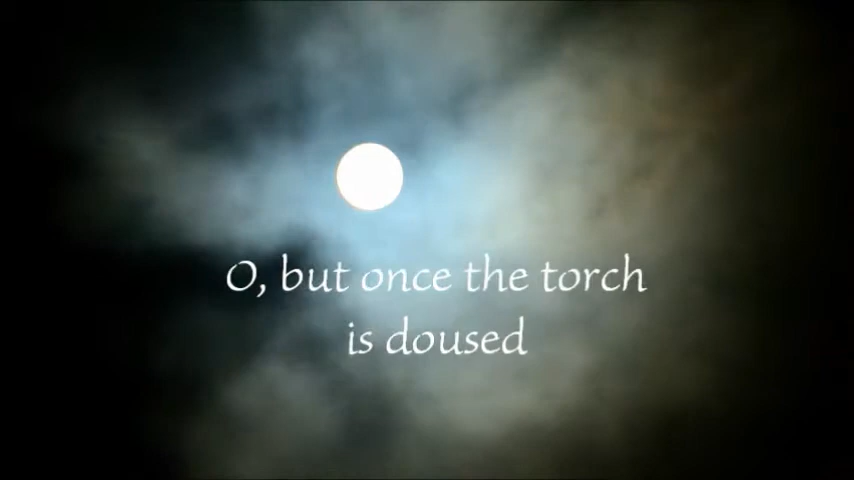 O, but once the torch
is doused